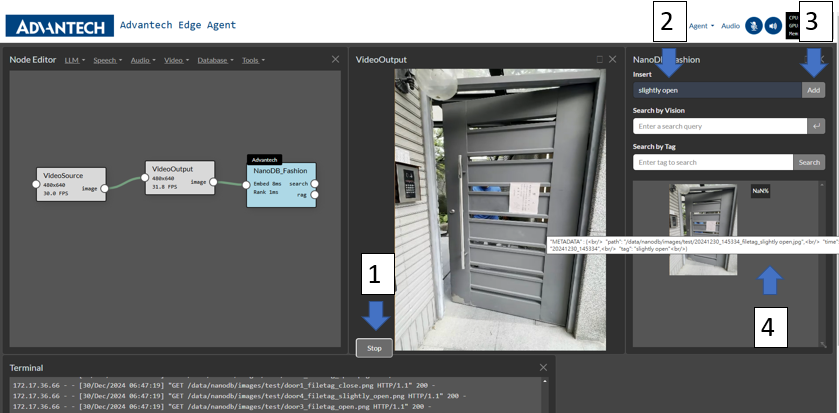 ADVANTECH Advantech Edge Agent
2
Agent
Audio
CPU
GPU
Mem
3
Node Editor LLM Speech Audio Video Database Tools
VideoSource
480x640
30.0 FPS
image
VideoOutput
480x640
31.8 FPS
image
Advantech
NanoDB_Fashion
Embed 8ms search
Rank 1ms
rag
VideoOutput
1
Stop
NanoDB_Fashion
Insert
slightly open
Add
Search by Vision
Enter a search query
Search by Tag
Enter tag to search
Search
NaN%
"METADATA" : {<br/> "path": "/data/nanodb/images/test/20241230_145334_filetag_slightly open.jpg",<br/> "time":
"20241230_145334",<br/> "tag": "slightly open"<br/>}
4
Terminal
172.17.36.66 - - [30/Dec/2024 06:47:19] "GET /data/nanodb/images/test/door1_filetag_close.png HTTP/1.1" 200 -
172.17.36.66 - - [30/Dec/2024 06:47:19] "GET /data/nanodb/images/test/door4_filetag_slightly_open.png HTTP/1.1" 200 -
172.17.36.66 - - [30/Dec/2024 06:47:19] "GET /data/nanodb/images/test/door3_filetag_open.png HTTP/1.1" 200 -